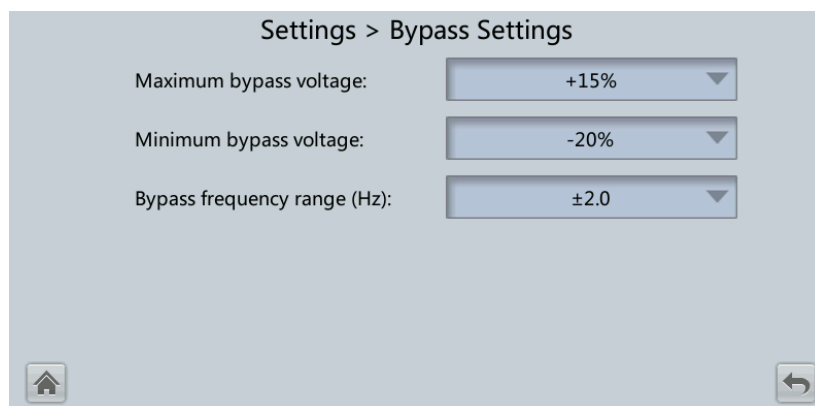 Settings > Bypass Settings
Maximum bypass voltage: +15%
Minimum bypass voltage: -20%
Bypass frequency range (Hz): ±2.0